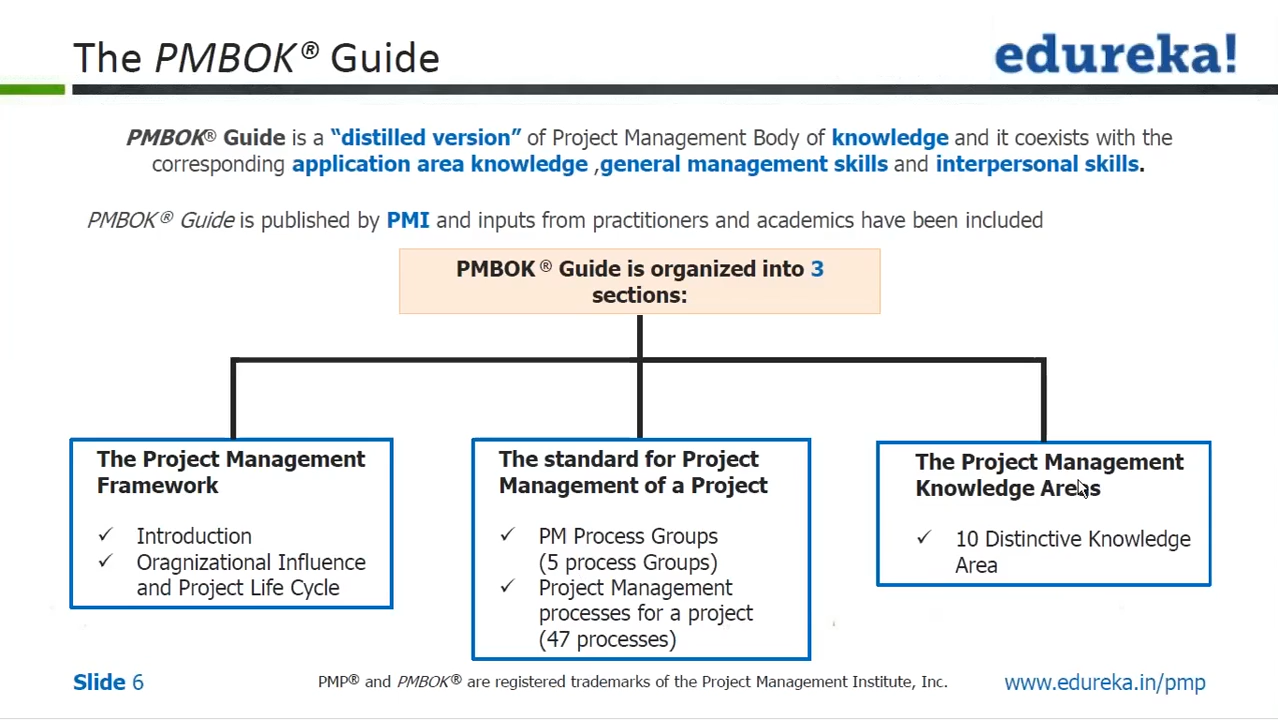 The PMBOK® Guide
edureka!
PMBOK® Guide is a “distilled version” of Project Management Body of knowledge and it coexists with the
corresponding application area knowledge ,general management skills and interpersonal skills.
PMBOK® Guide is published by PMI and inputs from practitioners and academics have been included
PMBOK® Guide is organized into 3
sections:
The Project Management
Framework
✓ Introduction
✓ Oragnizational Influence
and Project Life Cycle
The standard for Project
Management of a Project
✓ PM Process Groups
(5 process Groups)
✓ Project Management
processes for a project
(47 processes)
The Project Management
Knowledge Areas
✓ 10 Distinctive Knowledge
Area
Slide 6
PMP® and PMBOK® are registered trademarks of the Project Management Institute, Inc.
www.edureka.in/pmp